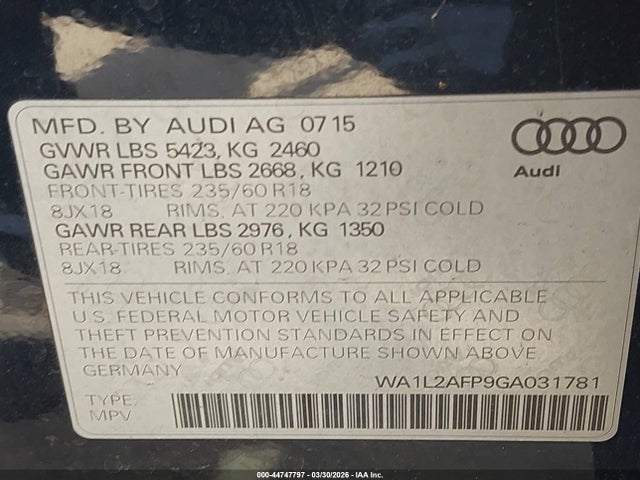 MFD. BY AUDI AG 07 15
GVWR LBS 5423, KG 2460
GAWR FRONT LBS 2668, KG 1210
FRONT-TIRES 235/60 R18
8JX18 RIMS, AT 220 KPA 32 PSI COLD
GAWR REAR LBS 2976, KG 1350
REAR-TIRES 235/60 R18
8JX18 RIMS, AT 220 KPA 32 PSI COLD
Audi
THIS VEHICLE CONFORMS TO ALL APPLICABLE
U.S. FEDERAL MOTOR VEHICLE SAFETY AND
THEFT PREVENTION STANDARDS IN EFFECT ON
THE DATE OF MANUFACTURE SHOWN ABOVE
GERMANY
WA1L2AFP9GA031781
TYPE:
MPV
000-44747797 - 03/30/2026 - IAA Inc.